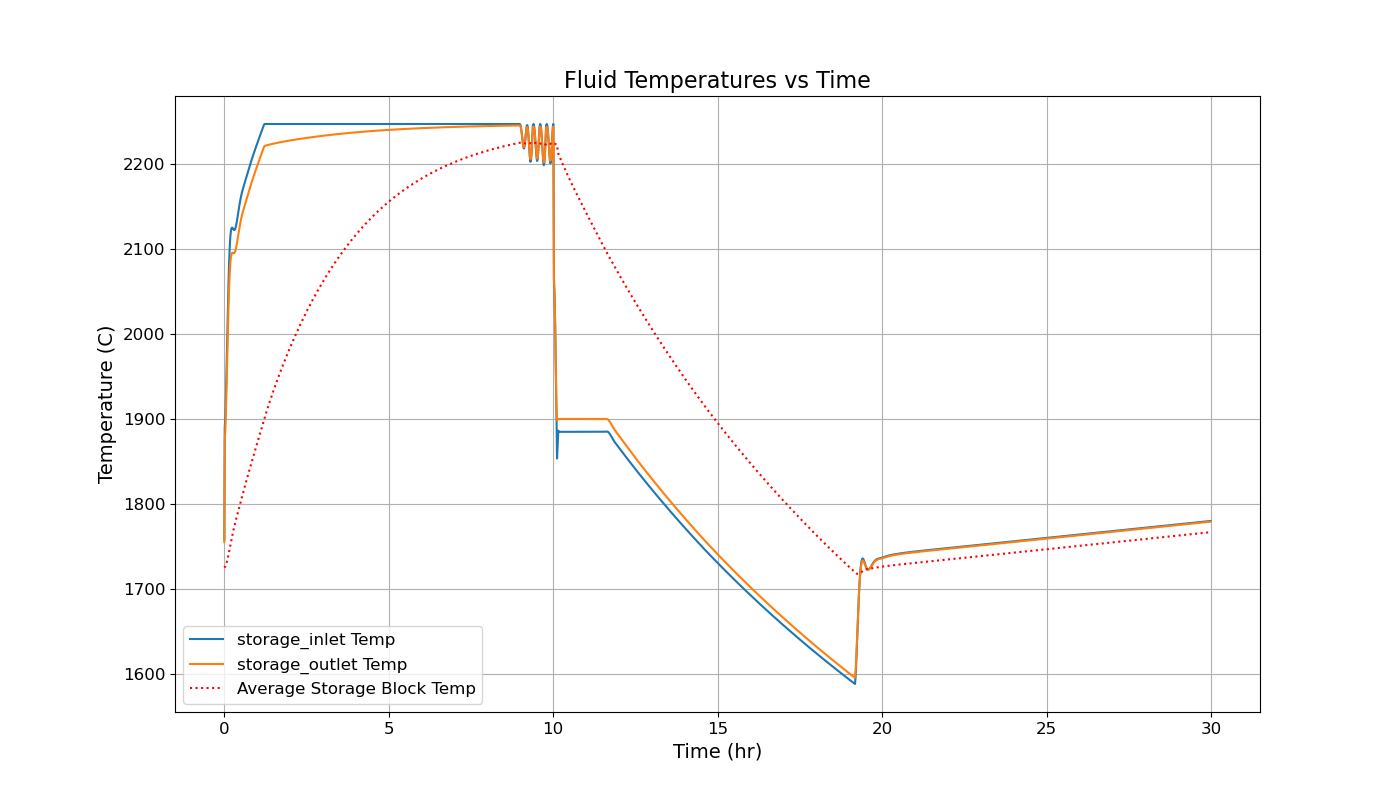 Fluid Temperatures vs Time
Temperature (C)
2200
2100
2000
1900
1800
1700
1600
storage_inlet Temp
storage_outlet Temp
Average Storage Block Temp
0 5 10 15 20 25 30
Time (hr)